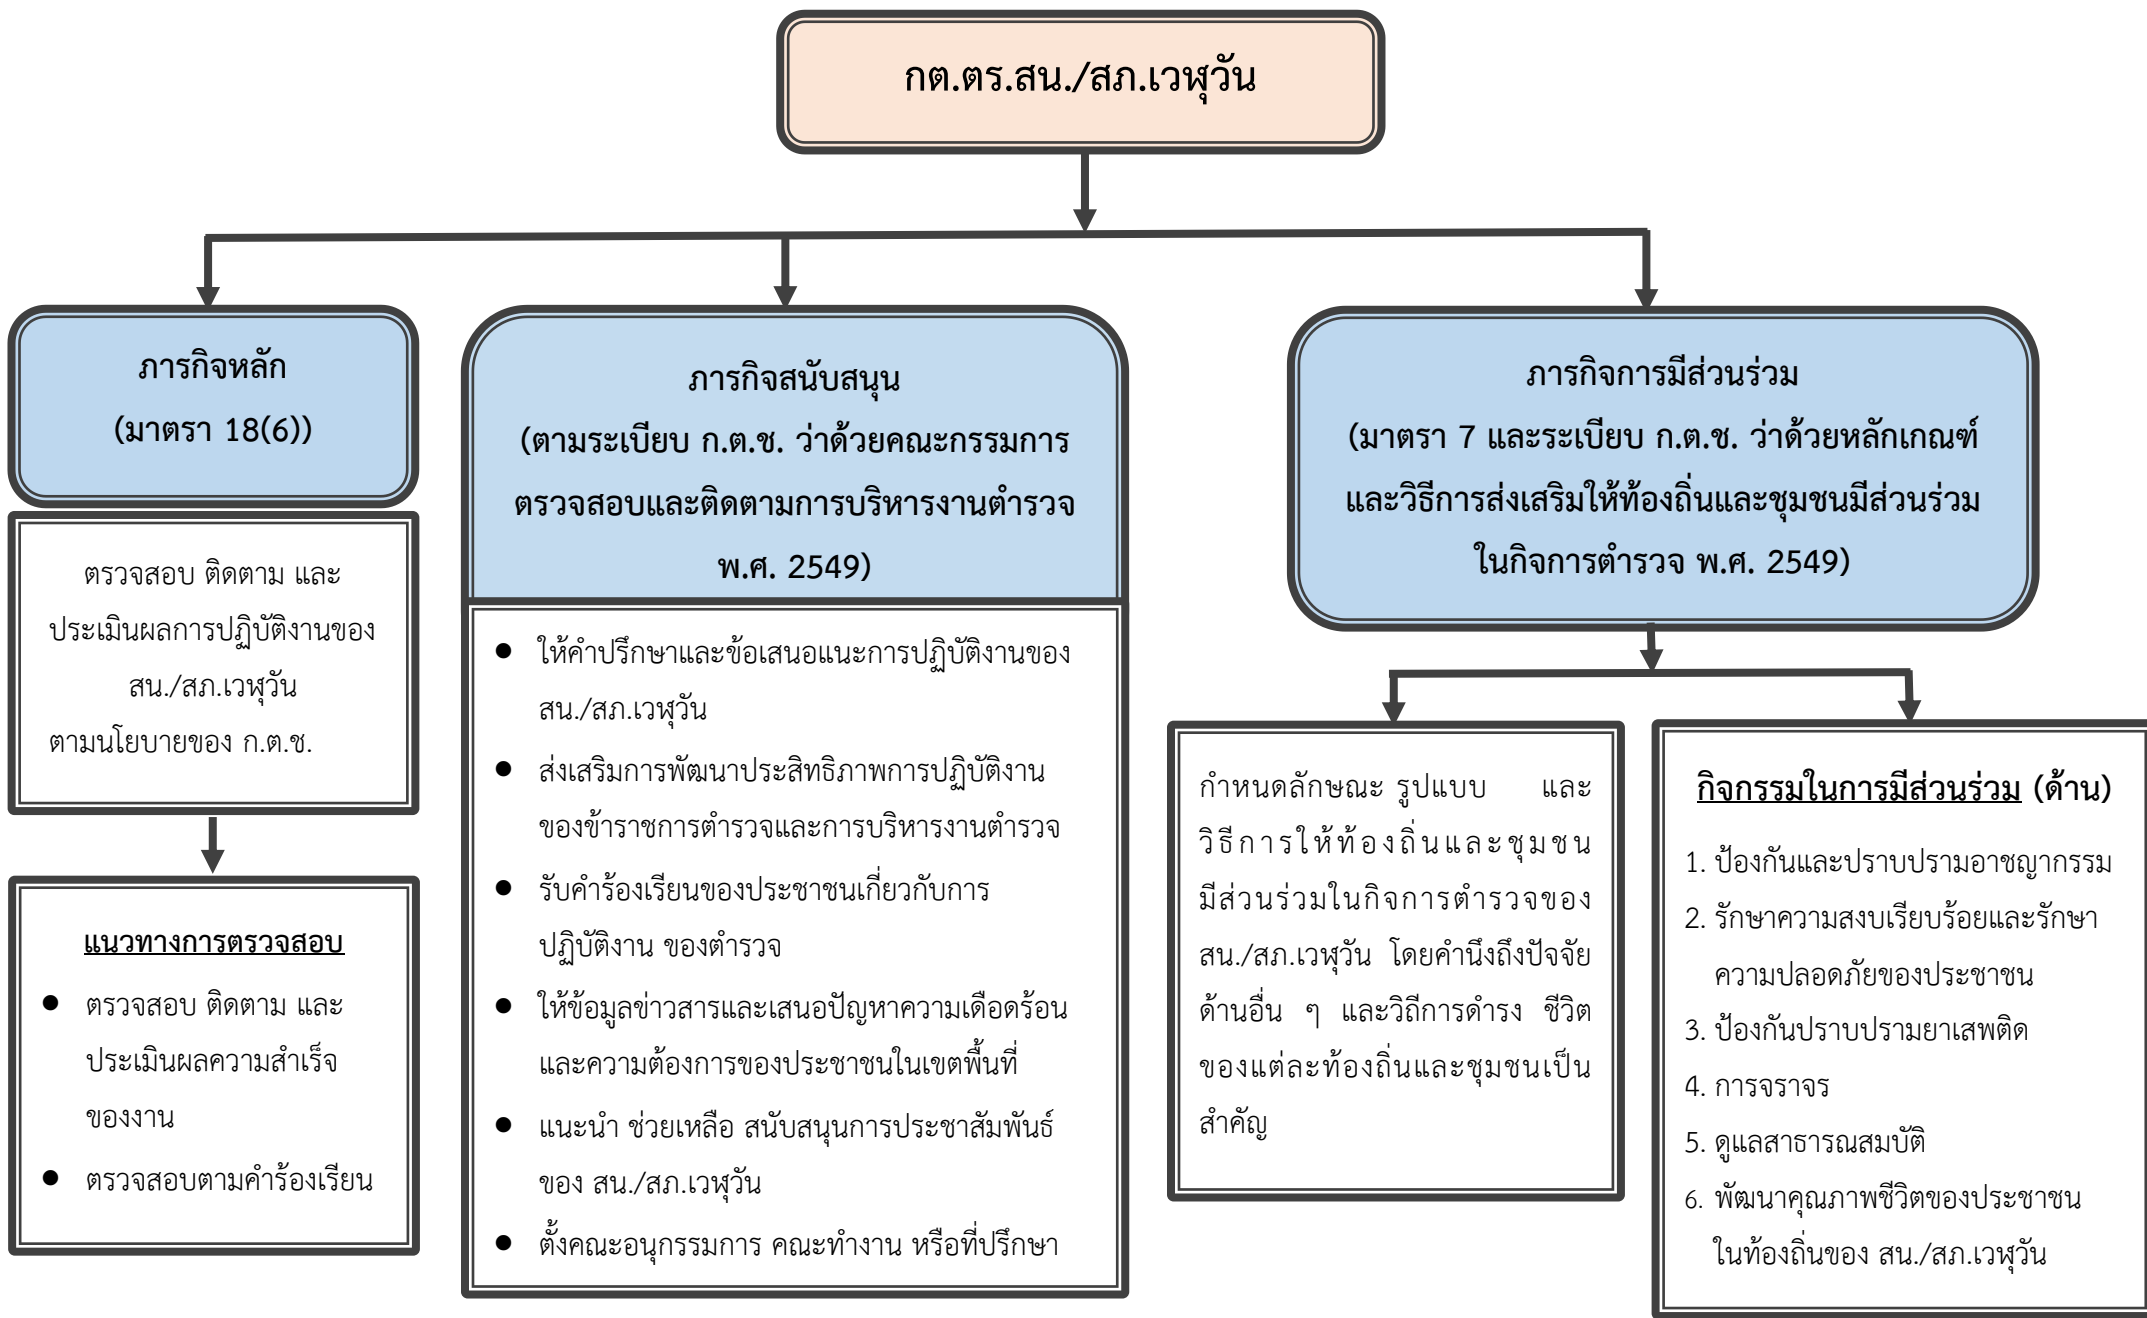 กต.ตร.สน./สภ.เวฬุวัน
ภารกิจหลัก
(มาตรา 18(6))
ตรวจสอบ ติดตาม และ
ประเมินผลการปฏิบัติงานของ
สน./สภ.เวฬุวัน
ตามนโยบายของ ก.ต.ช.
แนวทางการตรวจสอบ
● ตรวจสอบ ติดตาม และ
ประเมินผลความสำเร็จ
ของงาน
● ตรวจสอบตามคำร้องเรียน
ภารกิจสนับสนุน
(ตามระเบียบ ก.ต.ช. ว่าด้วยคณะกรรมการ
ตรวจสอบและติดตามการบริหารงานตำรวจ
พ.ศ. 2549)
● ให้คำปรึกษาและข้อเสนอแนะการปฏิบัติงานของ
สน./สภ.เวฬุวัน
● ส่งเสริมการพัฒนาประสิทธิภาพการปฏิบัติงาน
ของข้าราชการตำรวจและการบริหารงานตำรวจ
● รับคำร้องเรียนของประชาชนเกี่ยวกับการ
ปฏิบัติงาน ของตำรวจ
● ให้ข้อมูลข่าวสารและเสนอปัญหาความเดือดร้อน
และความต้องการของประชาชนในเขตพื้นที่
● แนะนำ ช่วยเหลือ สนับสนุนการประชาสัมพันธ์
ของ สน./สภ.เวฬุวัน
● ตั้งคณะอนุกรรมการ คณะทำงาน หรือที่ปรึกษา
ภารกิจการมีส่วนร่วม
(มาตรา 7 และระเบียบ ก.ต.ช. ว่าด้วยหลักเกณฑ์
และวิธีการส่งเสริมให้ท้องถิ่นและชุมชนมีส่วนร่วม
ในกิจการตำรวจ พ.ศ. 2549)
กำหนดลักษณะ รูปแบบ และ
วิธีการให้ท้องถิ่นและชุมชน
มีส่วนร่วมในกิจการตำรวจของ
สน./สภ.เวฬุวัน โดยคำนึงถึงปัจจัย
ด้านอื่น ๆ และวิถีการดำรง ชีวิต
ของแต่ละท้องถิ่นและชุมชนเป็น
สำคัญ
กิจกรรมในการมีส่วนร่วม (ด้าน)
1. ป้องกันและปราบปรามอาชญากรรม
2. รักษาความสงบเรียบร้อยและรักษา
ความปลอดภัยของประชาชน
3. ป้องกันปราบปรามยาเสพติด
4. การจราจร
5. ดูแลสาธารณสมบัติ
6. พัฒนาคุณภาพชีวิตของประชาชน
ในท้องถิ่นของ สน./สภ.เวฬุวัน